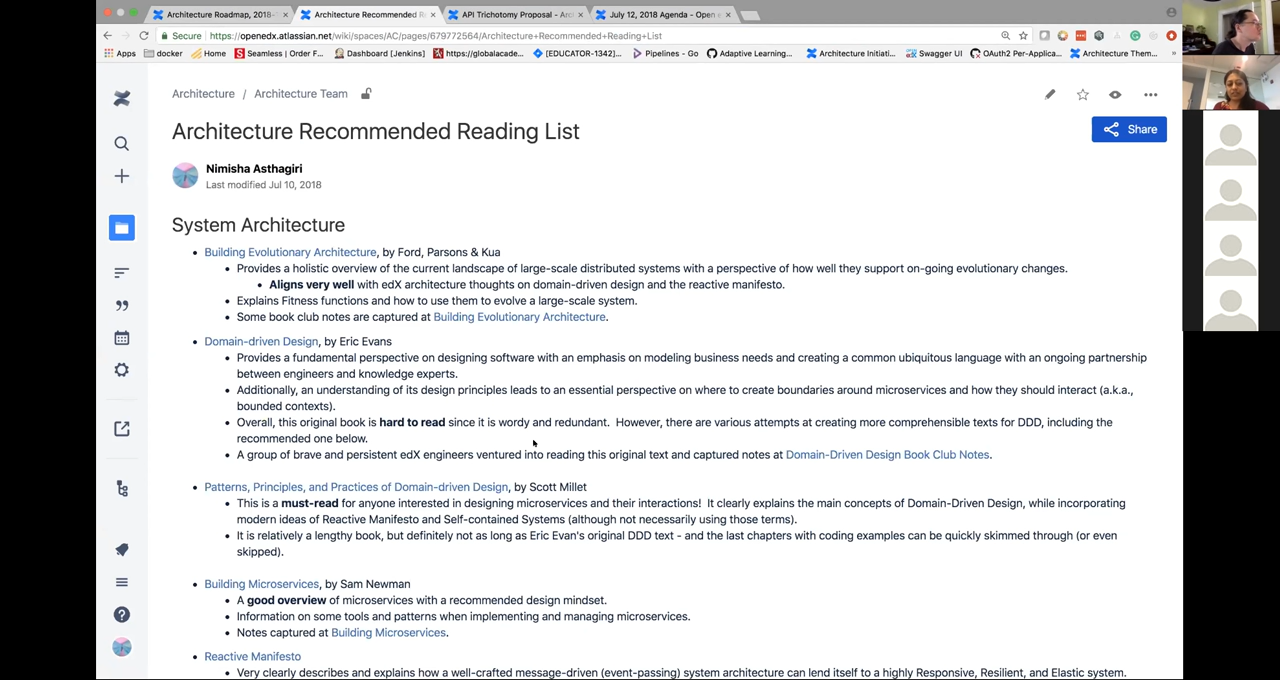 Architecture Roadmap, 2018-
Architecture Recommended R
API Trichotomy Proposal - Arc
July 12, 2018 Agenda - Open e
Secure
https://openedx.atlassian.net/wiki/spaces/AC/pages/679772564/Architecture+Recommended+Reading+List
Apps
docker
Home
Seamless | Order F...
Dashboard [Jenkins]
https://globalacade...
[EDUCATOR-1342]...
Pipelines - Go
Adaptive Learning...
Architecture Initiati...
Swagger UI
OAuth2 Per-Applica...
Architecture Them...
»
Architecture / Architecture Team
Architecture Recommended Reading List
Share
Nimisha Asthagiri
Last modified Jul 10, 2018
System Architecture
• Building Evolutionary Architecture, by Ford, Parsons & Kua
• Provides a holistic overview of the current landscape of large-scale distributed systems with a perspective of how well they support on-going evolutionary changes.
• Aligns very well with edX architecture thoughts on domain-driven design and the reactive manifesto.
• Explains Fitness functions and how to use them to evolve a large-scale system.
• Some book club notes are captured at Building Evolutionary Architecture.
• Domain-driven Design, by Eric Evans
• Provides a fundamental perspective on designing software with an emphasis on modeling business needs and creating a common ubiquitous language with an ongoing partnership
between engineers and knowledge experts.
• Additionally, an understanding of its design principles leads to an essential perspective on where to create boundaries around microservices and how they should interact (a.k.a.,
bounded contexts).
• Overall, this original book is hard to read since it is wordy and redundant. However, there are various attempts at creating more comprehensible texts for DDD, including the
recommended one below.
• A group of brave and persistent edX engineers ventured into reading this original text and captured notes at Domain-Driven Design Book Club Notes.
• Patterns, Principles, and Practices of Domain-driven Design, by Scott Millet
• This is a must-read for anyone interested in designing microservices and their interactions! It clearly explains the main concepts of Domain-Driven Design, while incorporating
modern ideas of Reactive Manifesto and Self-contained Systems (although not necessarily using those terms).
• It is relatively a lengthy book, but definitely not as long as Eric Evan's original DDD text - and the last chapters with coding examples can be quickly skimmed through (or even
skipped).
• Building Microservices, by Sam Newman
• A good overview of microservices with a recommended design mindset.
• Information on some tools and patterns when implementing and managing microservices.
• Notes captured at Building Microservices.
• Reactive Manifesto
• Very clearly describes and explains how a well-crafted message-driven (event-passing) system architecture can lend itself to a highly Responsive, Resilient, and Elastic system.